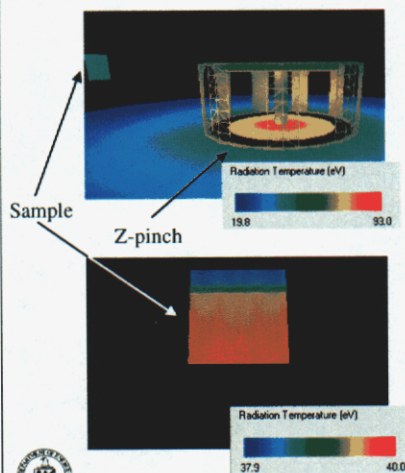 Radiation Temperature (eV)
19.8 93.0
Sample
Z-pinch
Radiation Temperature (eV)
37.9 40.0